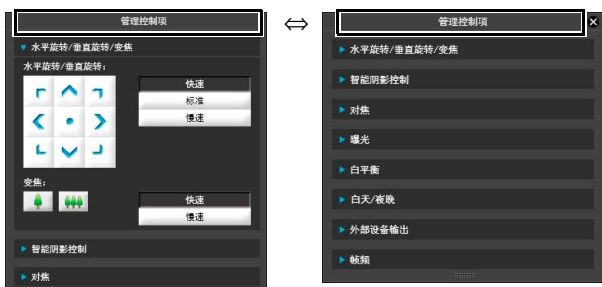 管理控制项
水平旋转/垂直旋转/变焦
水平旋转/垂直旋转:
快速
标准
慢速
变焦:
快速
慢速
智能阴影控制
对焦
管理控制项
水平旋转/垂直旋转/变焦
智能阴影控制
对焦
曝光
白平衡
白天/夜晚
外部设备输出
帧频